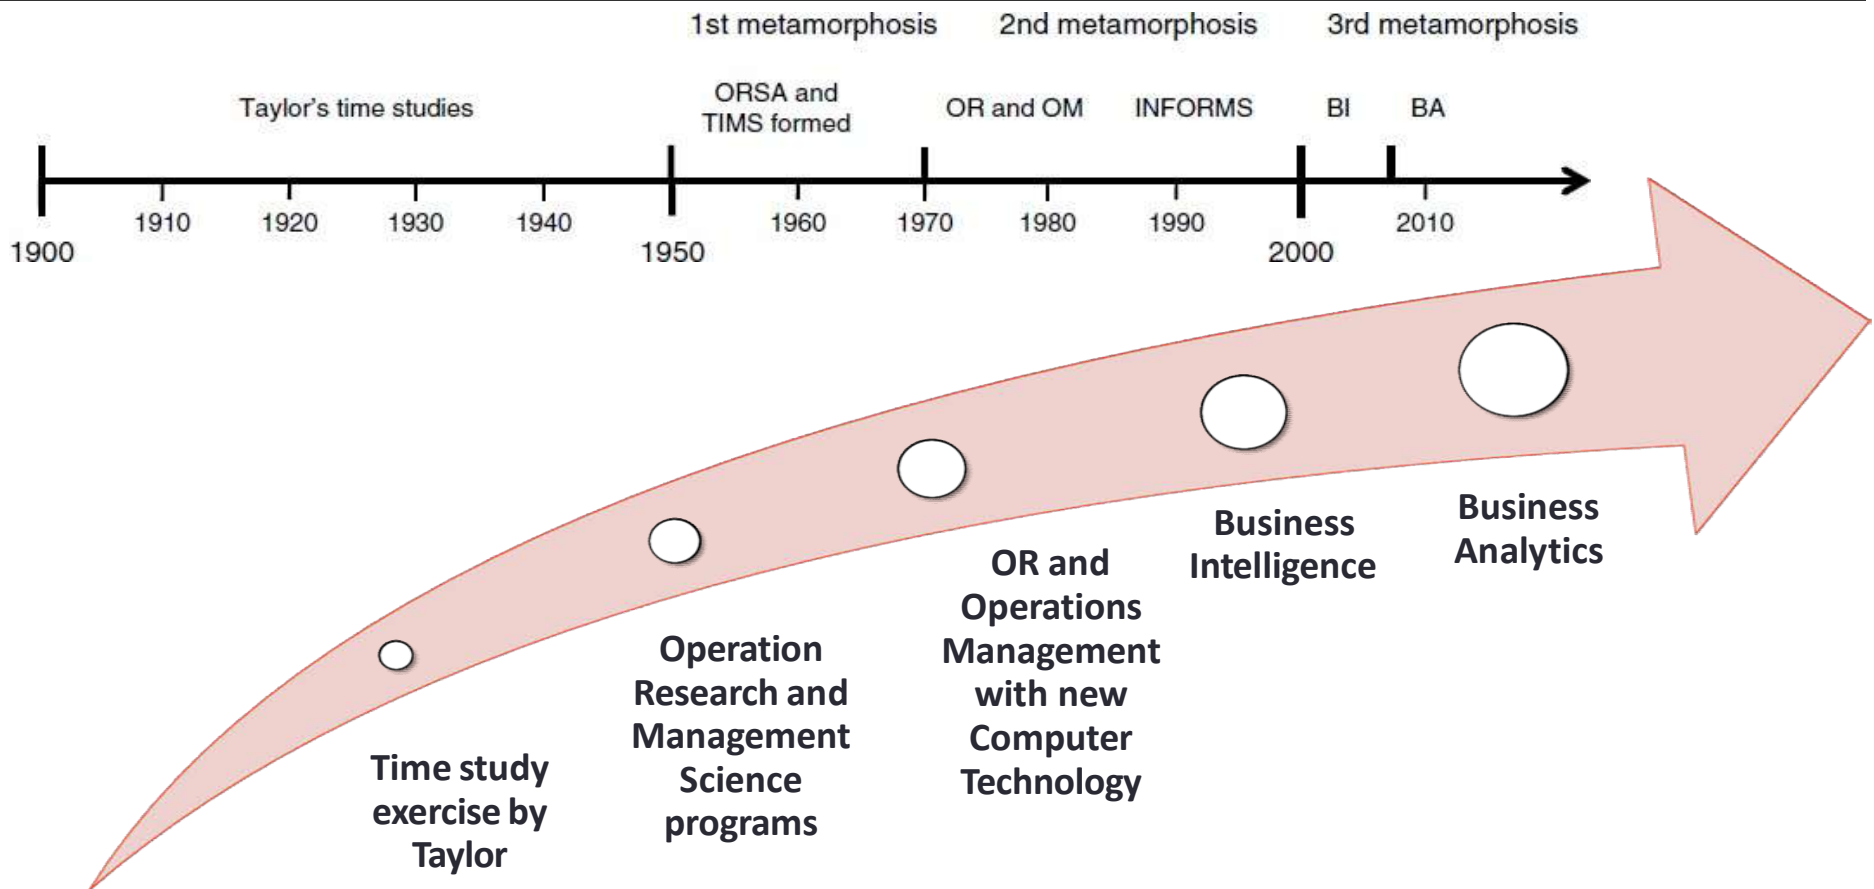 1st metamorphosis
2nd metamorphosis
3rd metamorphosis
Taylor's time studies
ORSA and
TIMS formed
OR and OM
INFORMS
BI
BA
1910
1920
1930
1940
1960
1970
1980
1990
2010
1900
1950
2000
Time study
exercise by
Taylor
Operation
Research and
Management
Science
programs
OR and
Operations
Management
with new
Computer
Technology
Business
Intelligence
Business
Analytics